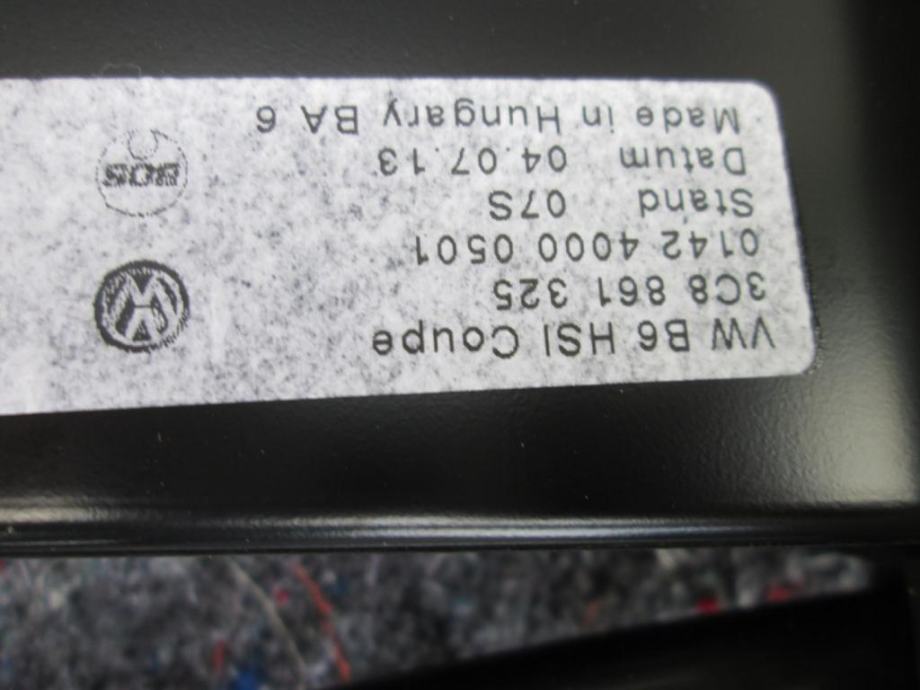 VW B6 HSI Coupe
3C8 861 325
0142 4000 0501
Stand 07S
Datum 04.07.13
Made in Hungary BA 6
BOS